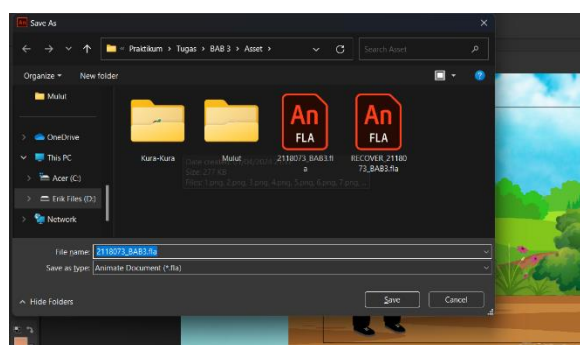 An Save As
« Praktikum > Tugas > BAB 3 > Asset >
Search Asset
Organize
New folder
Mulut
OneDrive
This PC
Acer (C:)
Erik Files (D:)
Network
An
FLA
An
FLA
Kura-Kura
Mulut
2118073_BAB3.fl
a
RECOVER_21180
73_BAB3.fla
Size: 277 KB
File name: 2118073_BAB3.fla
Save as type: Animate Document (*.fla)
Hide Folders
Save
Cancel